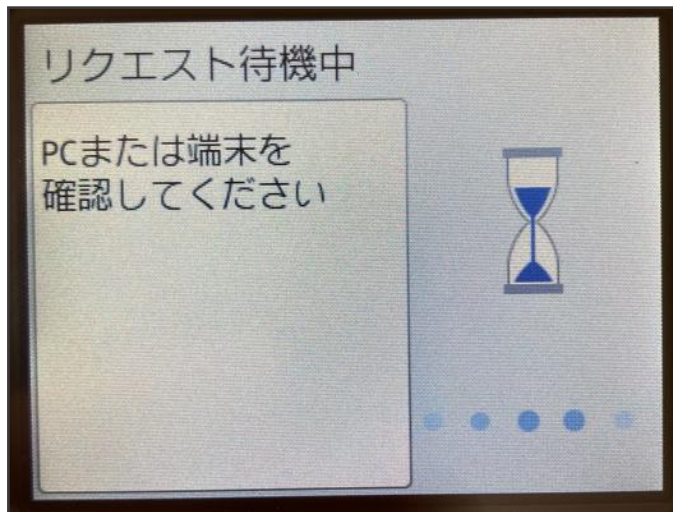 リクエスト待機中
PCまたは端末を
確認してください